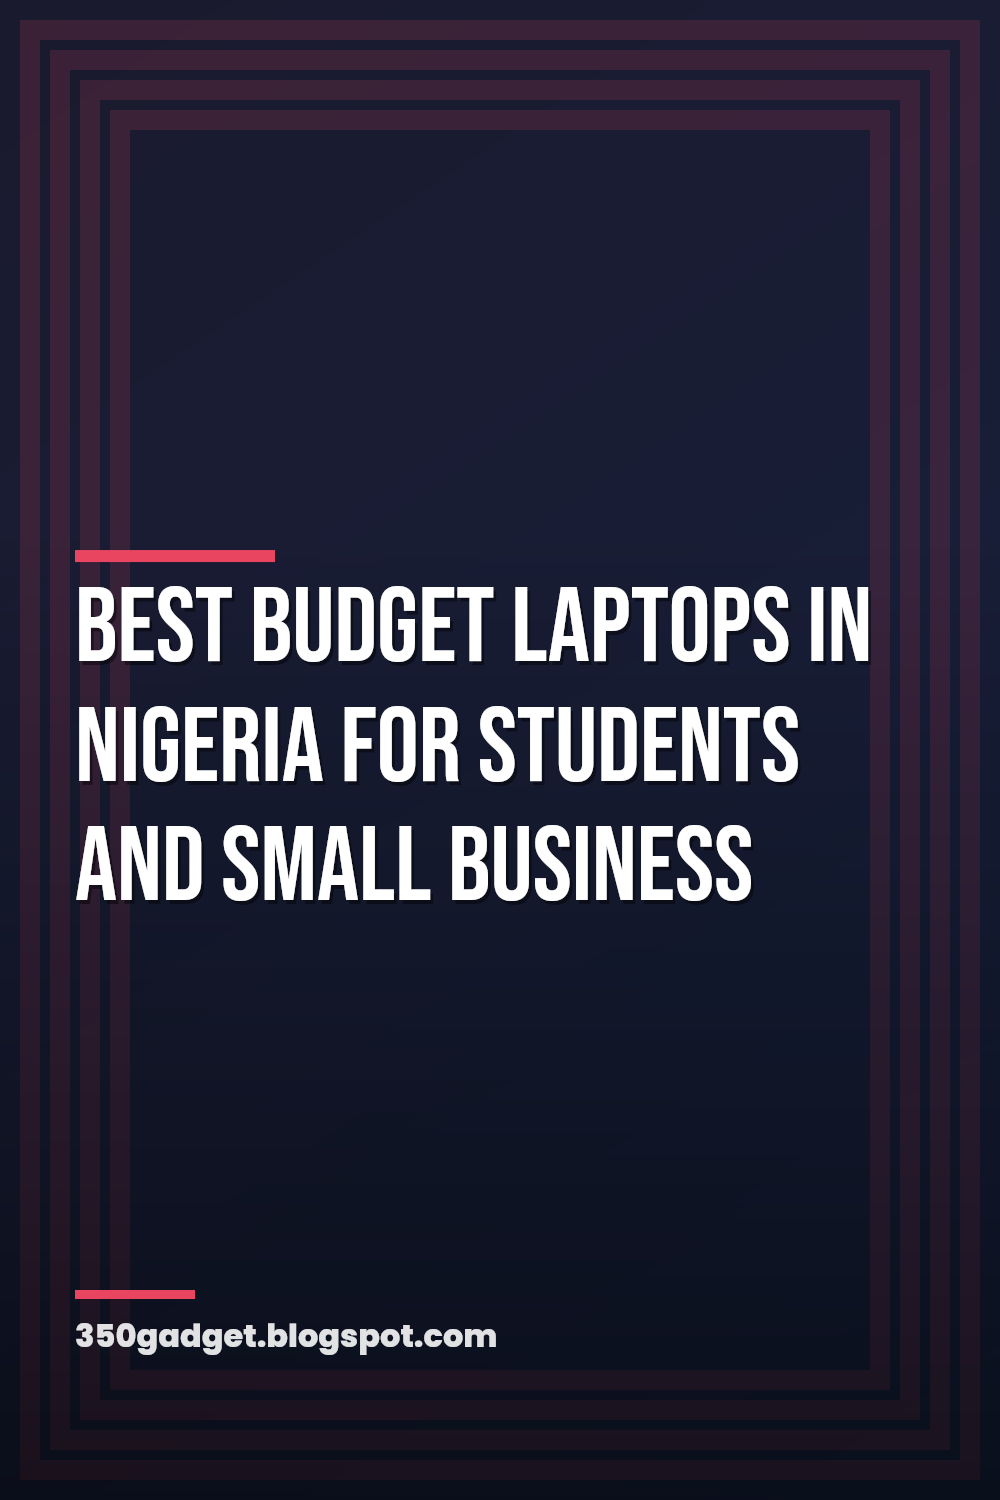 BEST BUDGET LAPTOPS IN
NIGERIA FOR STUDENTS
AND SMALL BUSINESS
350gadget.blogspot.com